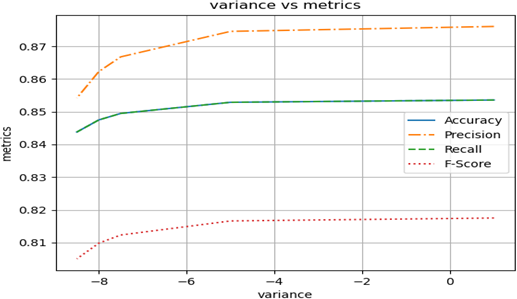 variance vs metrics
0.87
0.86
0.85
0.84
0.83
0.82
0.81
metrics
Accuracy
Precision
Recall
F-Score
−8 −6 −4 −2 0
variance